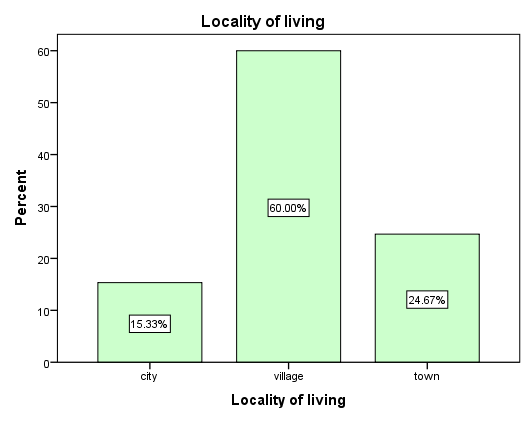 Locality of living
60
50
40
30
20
10
0
Percent
15.33%
60.00%
24.67%
city village town
Locality of living